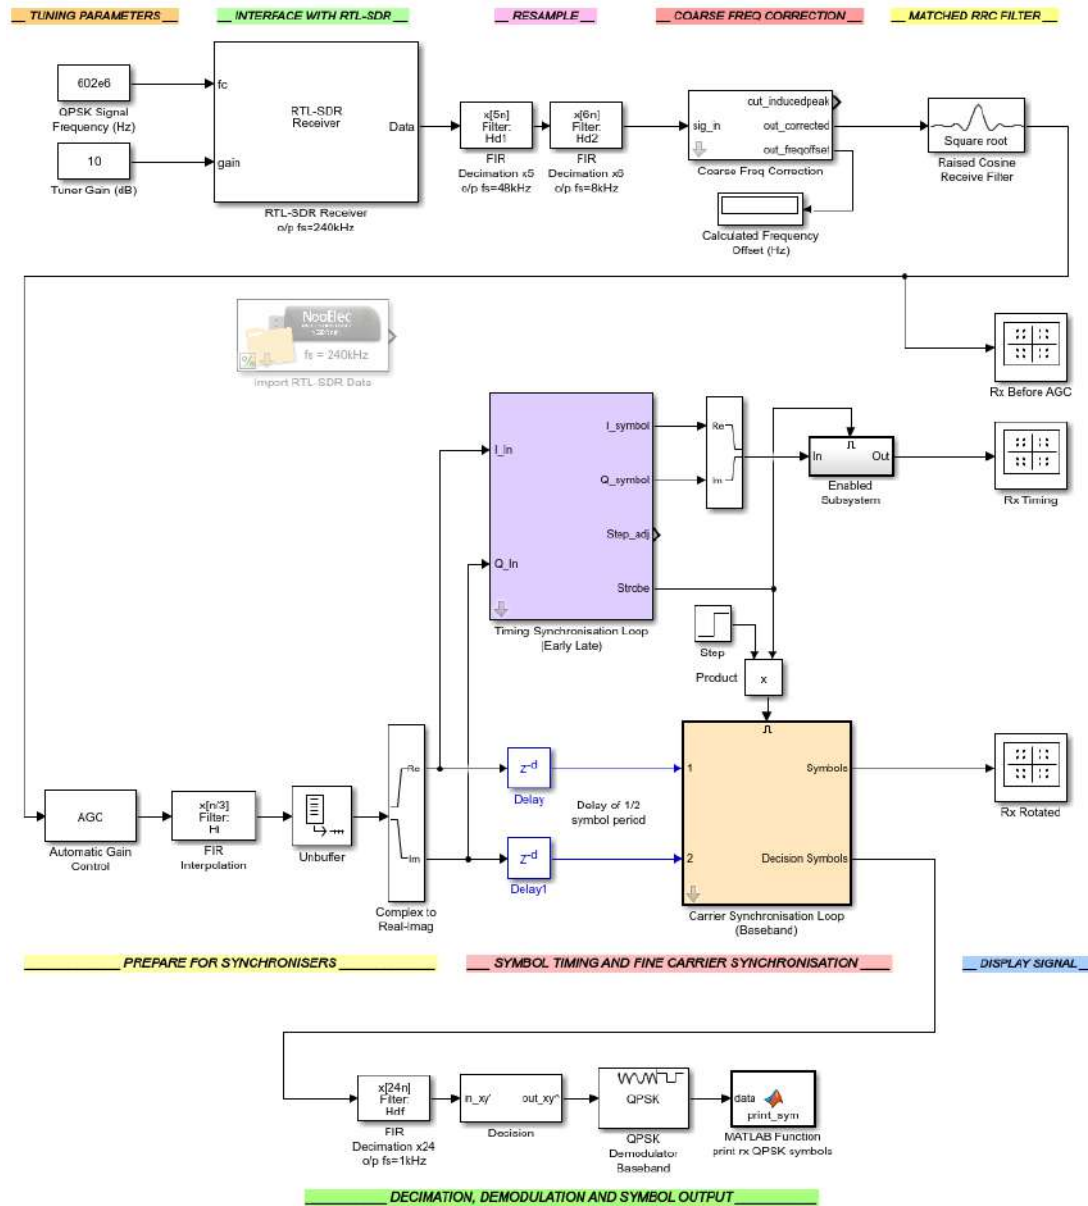 TUNING PARAMETERS
INTERFACE WITH RTL-SDR
RESAMPLE
COARSE FREQ CORRECTION
MATCHED RRC FILTER
602e6
QPSK Signal
Frequency (Hz)
10
Tuner Gain (dB)
fc
gain
RTL-SDR
Receiver
Data
RTL-SDR Receiver
o/p fs=240kHz
x[5n]
Filter:
Hd1
FIR
Decimation x5
o/p fs=48kHz
x[6n]
Filter:
Hd2
FIR
Decimation x6
o/p fs=8kHz
sig_in
out_inducedpeak
out_corrected
out_freqoffset
Coarse Freq Correction
Calculated Frequency
Offset (Hz)
Square root
Raised Cosine
Receive Filter
NooElec
fs = 240kHz
Import RTL-SDR Data
Rx Before AGC
I_In
Q_In
I_symbol
Q_symbol
Step_adj
Strobe
Timing Synchronisation Loop
(Early Late)
Re
Im
In
Out
Enabled
Subsystem
Rx Timing
Step
Product
x
AGC
Automatic Gain
Control
x[n/3]
Filter:
Hi
FIR
Interpolation
Unbuffer
Re
Im
Complex to
Real-Imag
z-d
Delay
Delay of 1/2
symbol period
z-d
Delay1
1
2
Symbols
Decision Symbols
Carrier Synchronisation Loop
(Baseband)
Rx Rotated
PREPARE FOR SYNCHRONISERS
SYMBOL TIMING AND FINE CARRIER SYNCHRONISATION
DISPLAY SIGNAL
x[24n]
Filter:
Hdf
FIR
Decimation x24
o/p fs=1kHz
in_xy'
out_xy^
Decision
QPSK
QPSK
Demodulator
Baseband
data
print_sym
MATLAB Function
print rx QPSK symbols
DECIMATION, DEMODULATION AND SYMBOL OUTPUT